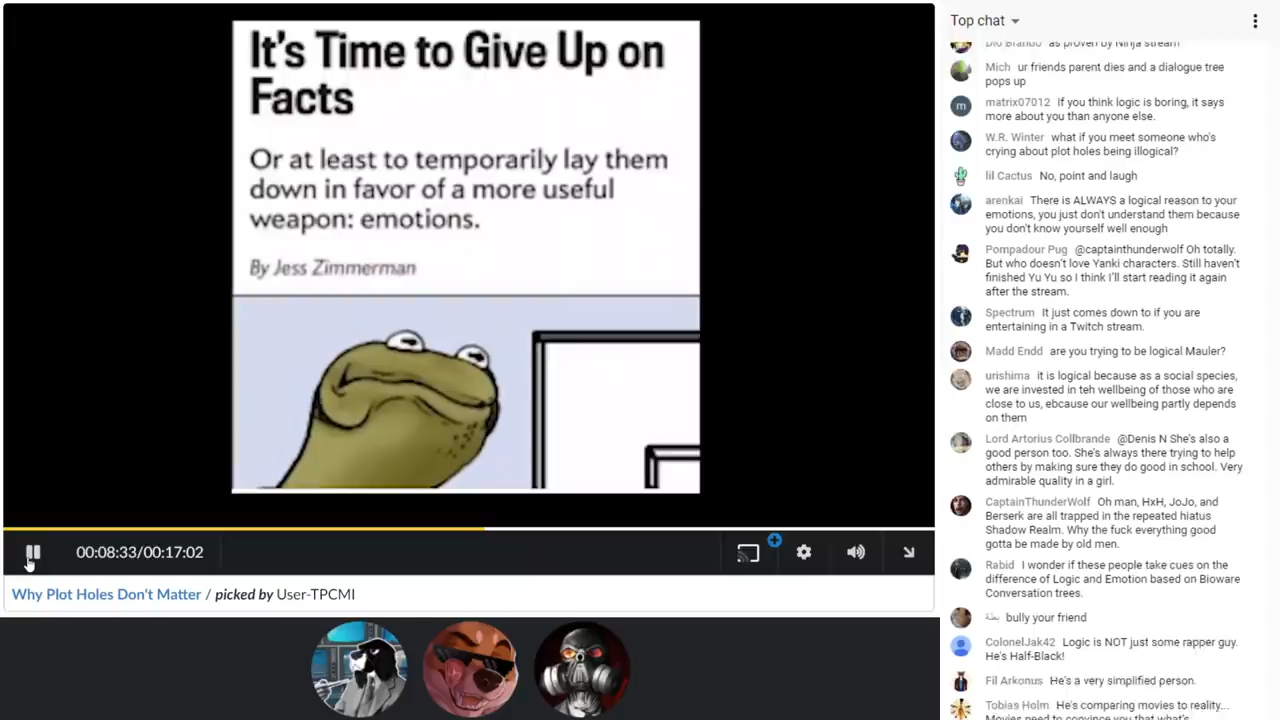 It's Time to Give Up on
Facts
Or at least to temporarily lay them
down in favor of a more useful
weapon: emotions.
By Jess Zimmerman
00:08:33/00:17:02
Why Plot Holes Don't Matter / picked by User-TPCMI
Top chat
Dio Brando as proven by Ninja stream
Mich ur friends parent dies and a dialogue tree
pops up
m
matrix07012 If you think logic is boring, it says
more about you than anyone else.
W.R. Winter what if you meet someone who's
crying about plot holes being illogical?
lil Cactus No, point and laugh
arenkai There is ALWAYS a logical reason to your
emotions, you just don't understand them because
you don't know yourself well enough
Pompadour Pug @captainthunderwolf Oh totally.
But who doesn't love Yanki characters. Still haven't
finished Yu Yu so I think I'll start reading it again
after the stream.
Spectrum It just comes down to if you are
entertaining in a Twitch stream.
Madd Endd are you trying to be logical Mauler?
urishima it is logical because as a social species,
we are invested in teh wellbeing of those who are
close to us, ebcause our wellbeing partly depends
on them
Lord Artorius Collbrande @Denis N She's also a
good person too. She's always there trying to help
others by making sure they do good in school. Very
admirable quality in a girl.
CaptainThunderWolf Oh man, HxH, JoJo, and
Berserk are all trapped in the repeated hiatus
Shadow Realm. Why the fuck everything good
gotta be made by old men.
Rabid I wonder if these people take cues on the
difference of Logic and Emotion based on Bioware
Conversation trees.
بطة bully your friend
ColonelJak42 Logic is NOT just some rapper guy.
He's Half-Black!
Fil Arkonus He's a very simplified person.
Tobias Holm He's comparing movies to reality...
Movies need to convince you that what's